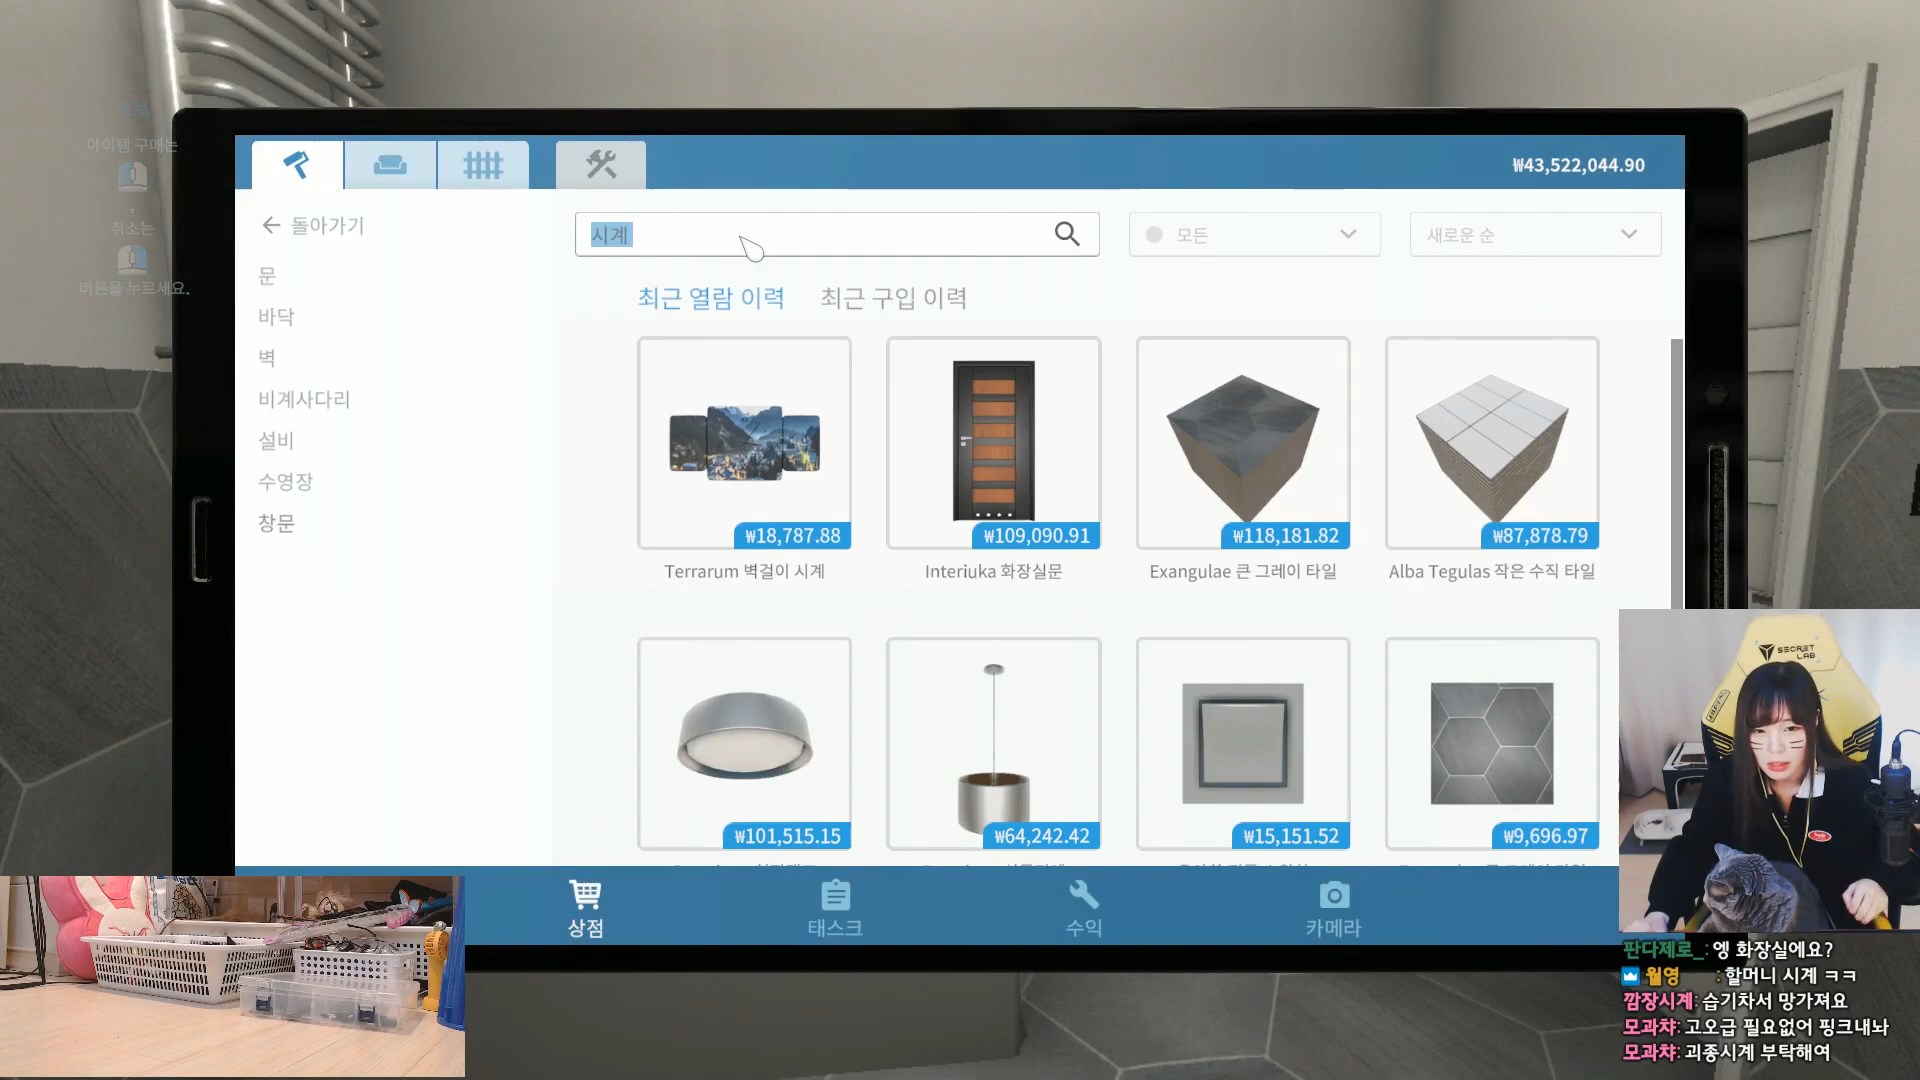 아이템 구매는
,
취소는
버튼을 누르세요.
₩43,522,044.90
돌아가기
시계
모든
새로운 순
문
바닥
벽
비계사다리
설비
수영장
창문
최근 열람 이력
최근 구입 이력
₩18,787.88
₩109,090.91
₩118,181.82
₩87,878.79
Terrarum 벽걸이 시계
Interiuka 화장실문
Exangulae 큰 그레이 타일
Alba Tegulas 작은 수직 타일
₩101,515.15
₩64,242.42
₩15,151.52
₩9,696.97
상점
태스크
수익
카메라
SECRET
LAB
판다제로_: 엥 화장실에요?
월영 : 할머니 시계 ㅋㅋ
깜장시계: 습기차서 망가져요
모과챠: 고오급 필요없어 핑크내놔
모과챠: 괴종시계 부탁해여